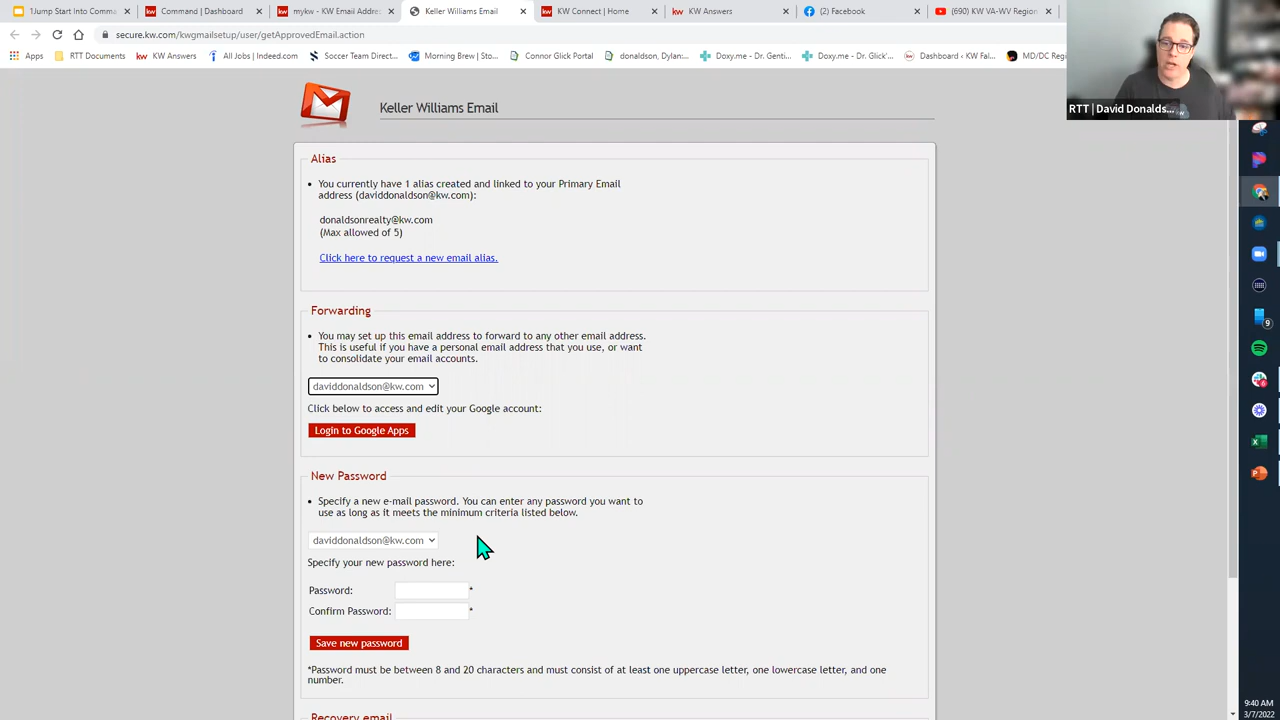 1Jump Start Into Comma
Command | Dashboard
mykw - KW Email Addre
Keller Williams Email
KW Connect | Home
KW Answers
(2) Facebook
(690) KW VA-WV Region
secure.kw.com/kwgmailsetup/user/getApprovedEmail.action
Apps
RTT Documents
KW Answers
All Jobs | Indeed.com
Soccer Team Direct...
Morning Brew | Sto...
Connor Glick Portal
donaldson, Dylan:...
Doxy.me - Dr. Genti...
Doxy.me - Dr. Glick'...
Dashboard ‹ KW Fal...
MD/DC
RTT | David Donalds...
Keller Williams Email
Alias
You currently have 1 alias created and linked to your Primary Email
address (daviddonaldson@kw.com):
donaldsonrealty@kw.com
(Max allowed of 5)
Click here to request a new email alias.
Forwarding
You may set up this email address to forward to any other email address.
This is useful if you have a personal email address that you use, or want
to consolidate your email accounts.
daviddonaldson@kw.com
Click below to access and edit your Google account:
Login to Google Apps
New Password
Specify a new e-mail password. You can enter any password you want to
use as long as it meets the minimum criteria listed below.
daviddonaldson@kw.com
Specify your new password here:
Password: *
Confirm Password: *
Save new password
*Password must be between 8 and 20 characters and must consist of at least one uppercase letter, one lowercase letter, and one
number.
Recovery email
9
6
9:40 AM
3/7/2022